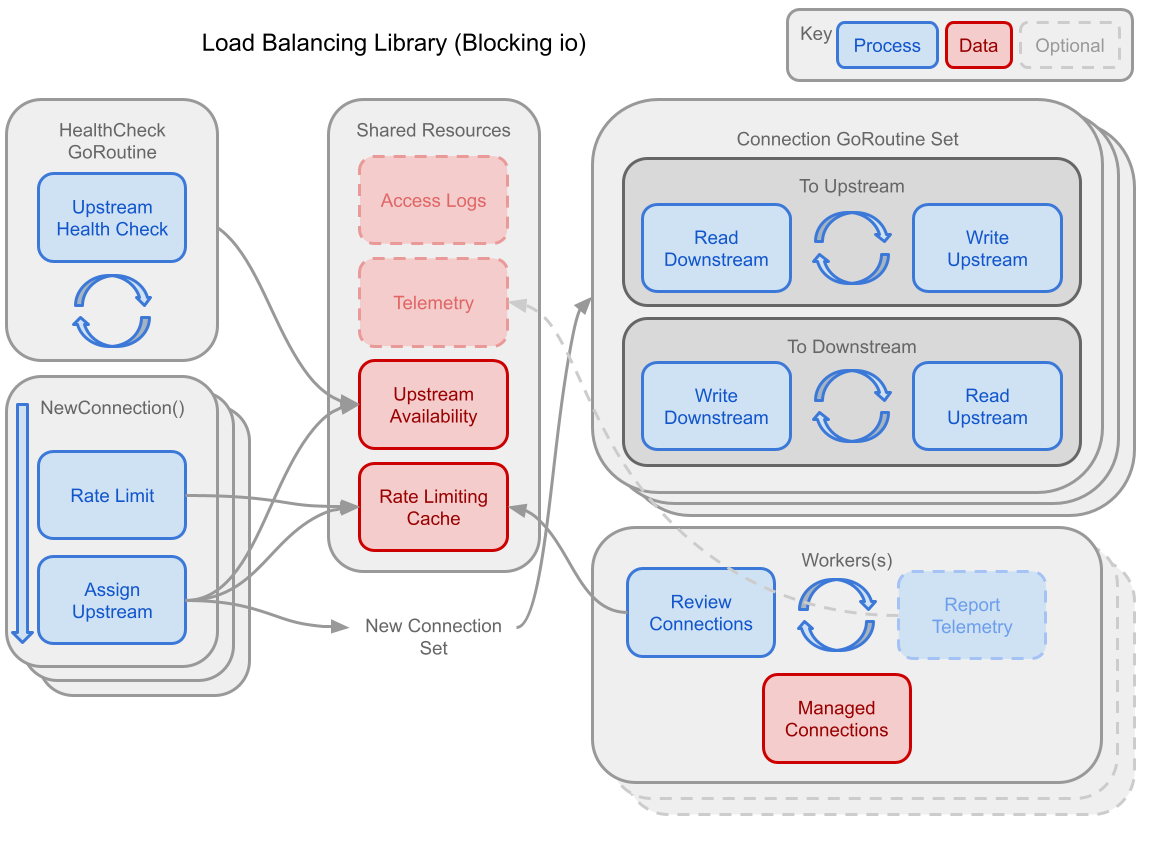 Load Balancing Library (Blocking io)
Key
Process
Data
Optional
HealthCheck
GoRoutine
Upstream
Health Check
NewConnection()
Rate Limit
Assign
Upstream
Shared Resources
Access Logs
Telemetry
Upstream
Availability
Rate Limiting
Cache
New Connection
Set
Connection GoRoutine Set
To Upstream
Read
Downstream
Write
Upstream
To Downstream
Write
Downstream
Read
Upstream
Workers(s)
Review
Connections
Report
Telemetry
Managed
Connections